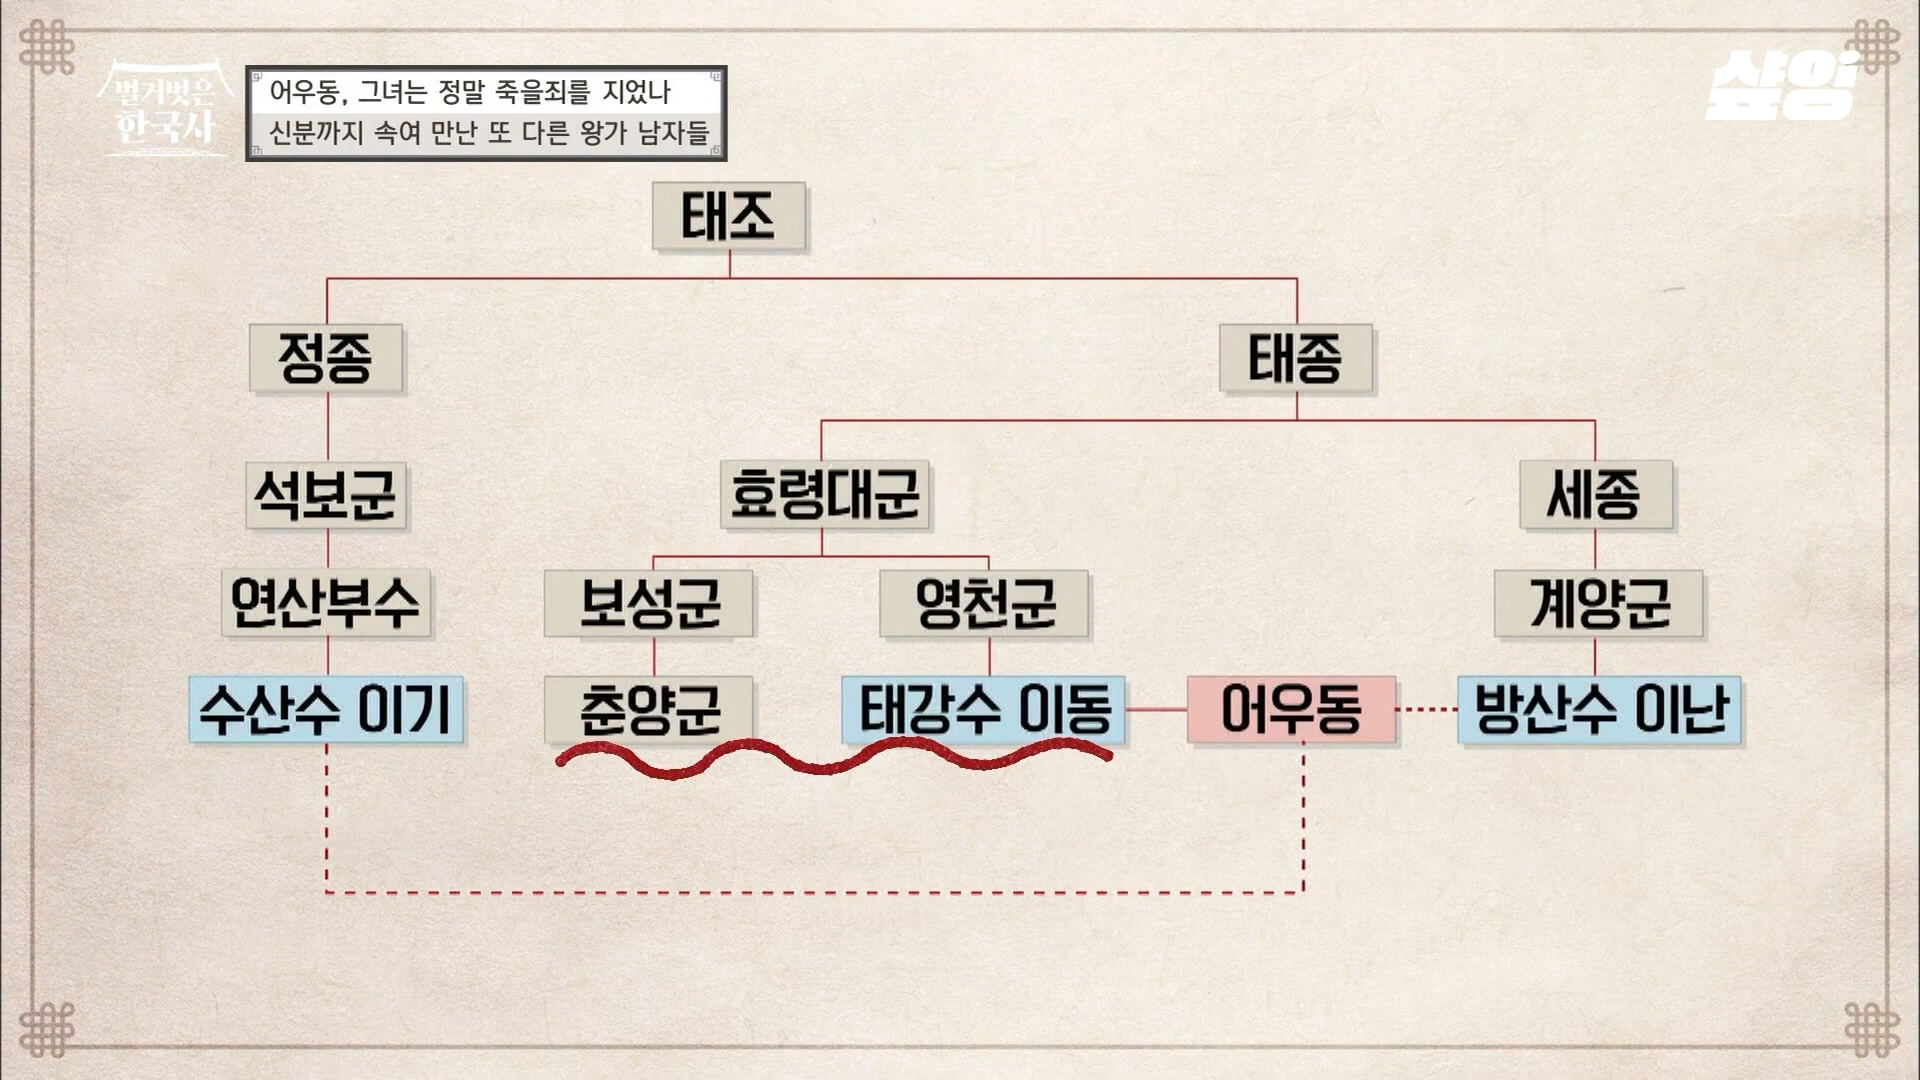 벌거벗은
한국사
어우동, 그녀는 정말 죽을죄를 지었나
신분까지 속여 만난 또 다른 왕가 남자들
샾잉
태조
정종
태종
석보군
효령대군
세종
연산부수
보성군
영천군
계양군
수산수 이기
춘양군
태강수 이동
어우동
방산수 이난